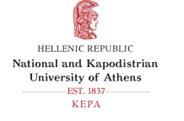 HELLENIC REPUBLIC
National and Kapodistrian
University of Athens
EST. 1837
KEPA